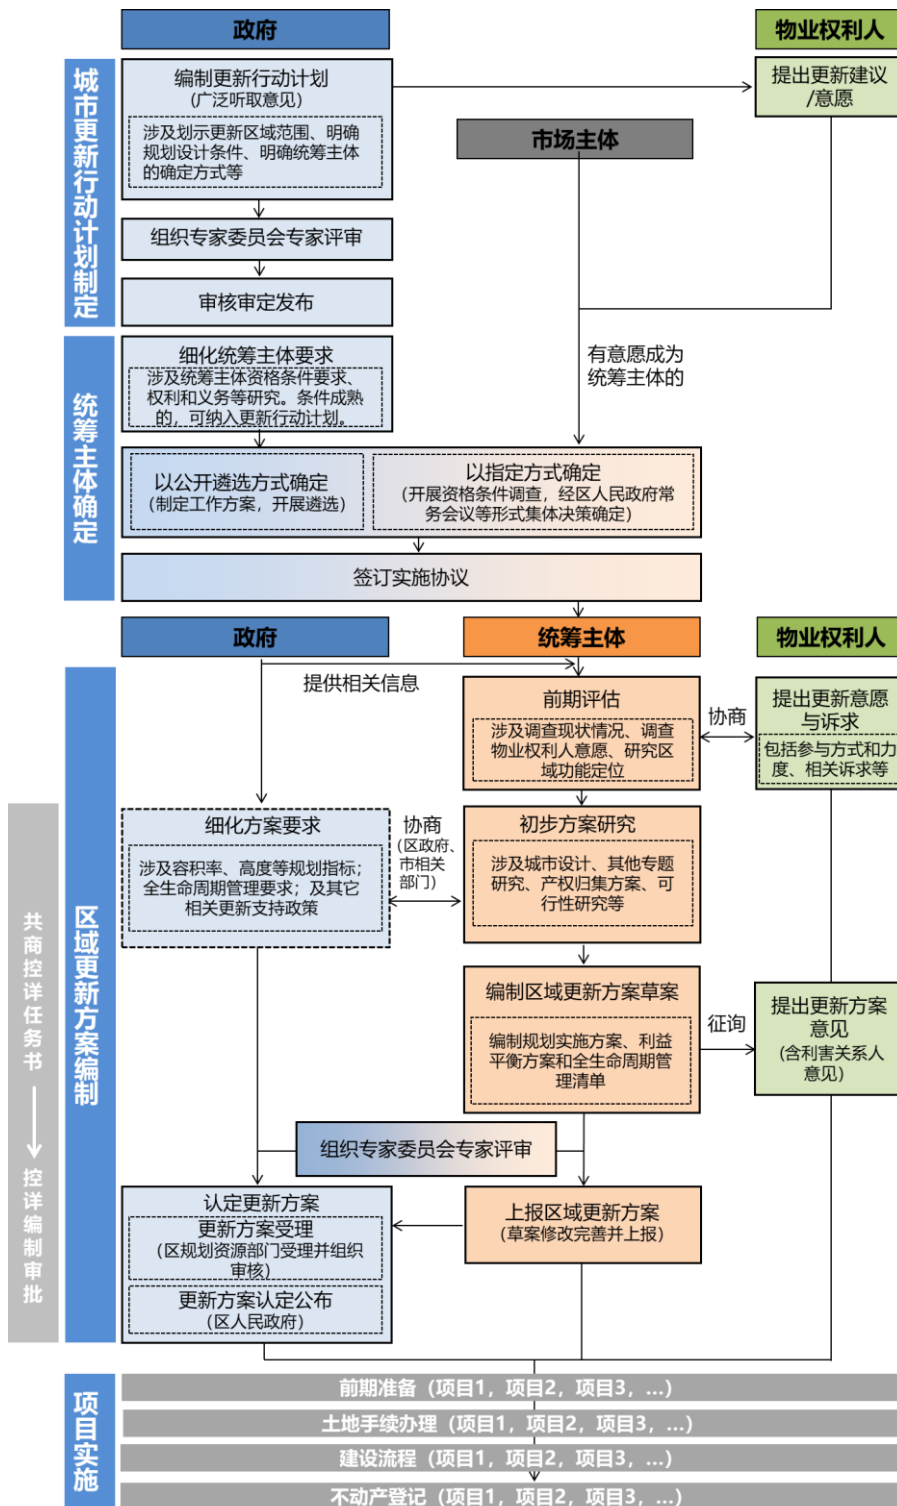 政府
物业权利人
城市更新行动计划制定
编制更新行动计划
(广泛听取意见)
涉及划示更新区域范围、明确
规划设计条件、明确统筹主体
的确定方式等
提出更新建议
/意愿
市场主体
组织专家委员会专家评审
审核审定发布
统筹主体确定
细化统筹主体要求
涉及统筹主体资格条件要求、
权利和义务等研究。条件成熟
的，可纳入更新行动计划。
有意愿成为
统筹主体的
以公开遴选方式确定
(制定工作方案，开展遴选)
以指定方式确定
(开展资格条件调查，经区人民政府常
务会议等形式集体决策确定)
签订实施协议
政府
统筹主体
物业权利人
区域更新方案编制
提供相关信息
前期评估
涉及调查现状情况、调查
物业权利人意愿、研究区
域功能定位
协商
提出更新意愿
与诉求
包括参与方式和力
度、相关诉求等
共商控详任务书
控详编制审批
细化方案要求
涉及容积率、高度等规划指标；
全生命周期管理要求；及其它
相关更新支持政策
协商
(区政府、
市相关
部门)
初步方案研究
涉及城市设计、其他专题
研究、产权归集方案、可
行性研究等
编制区域更新方案草案
编制规划实施方案、利益
平衡方案和全生命周期管
理清单
征询
提出更新方案
意见
(含利害关系人
意见)
组织专家委员会专家评审
认定更新方案
更新方案受理
(区规划资源部门受理并组织
审核)
更新方案认定公布
(区人民政府)
上报区域更新方案
(草案修改完善并上报)
项目实施
前期准备（项目1，项目2，项目3，...）
土地手续办理（项目1，项目2，项目3，...）
建设流程（项目1，项目2，项目3，...）
不动产登记（项目1，项目2，项目3，...）